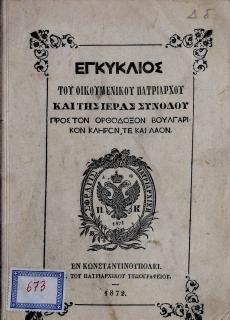 Δ δ
ΕΓΚΥΚΛΙΟΣ
ΤΟΥ ΟΙΚΟΥΜΕΝΙΚΟΥ ΠΑΤΡΙΑΡΧΟΥ
ΚΑΙ ΤΗΣ ΙΕΡΑΣ ΣΥΝΟΔΟΥ
ΠΡΟΣ ΤΟΝ ΟΡΘΟΔΟΞΟΝ ΒΟΥΛΓΑΡΙ
ΚΟΝ ΚΛΗΡΟΝ, ΤΕ ΚΑΙ ΛΑΟΝ.
Π Κ
1871
ΕΝ ΚΩΝΣΤΑΝΤΙΝΟΥΠΟΛΕΙ.
ΤΟΥ ΠΑΤΡΙΑΡΧΙΚΟΥ ΤΥΠΟΓΡΑΦΕΙΟΥ.
1872.
673